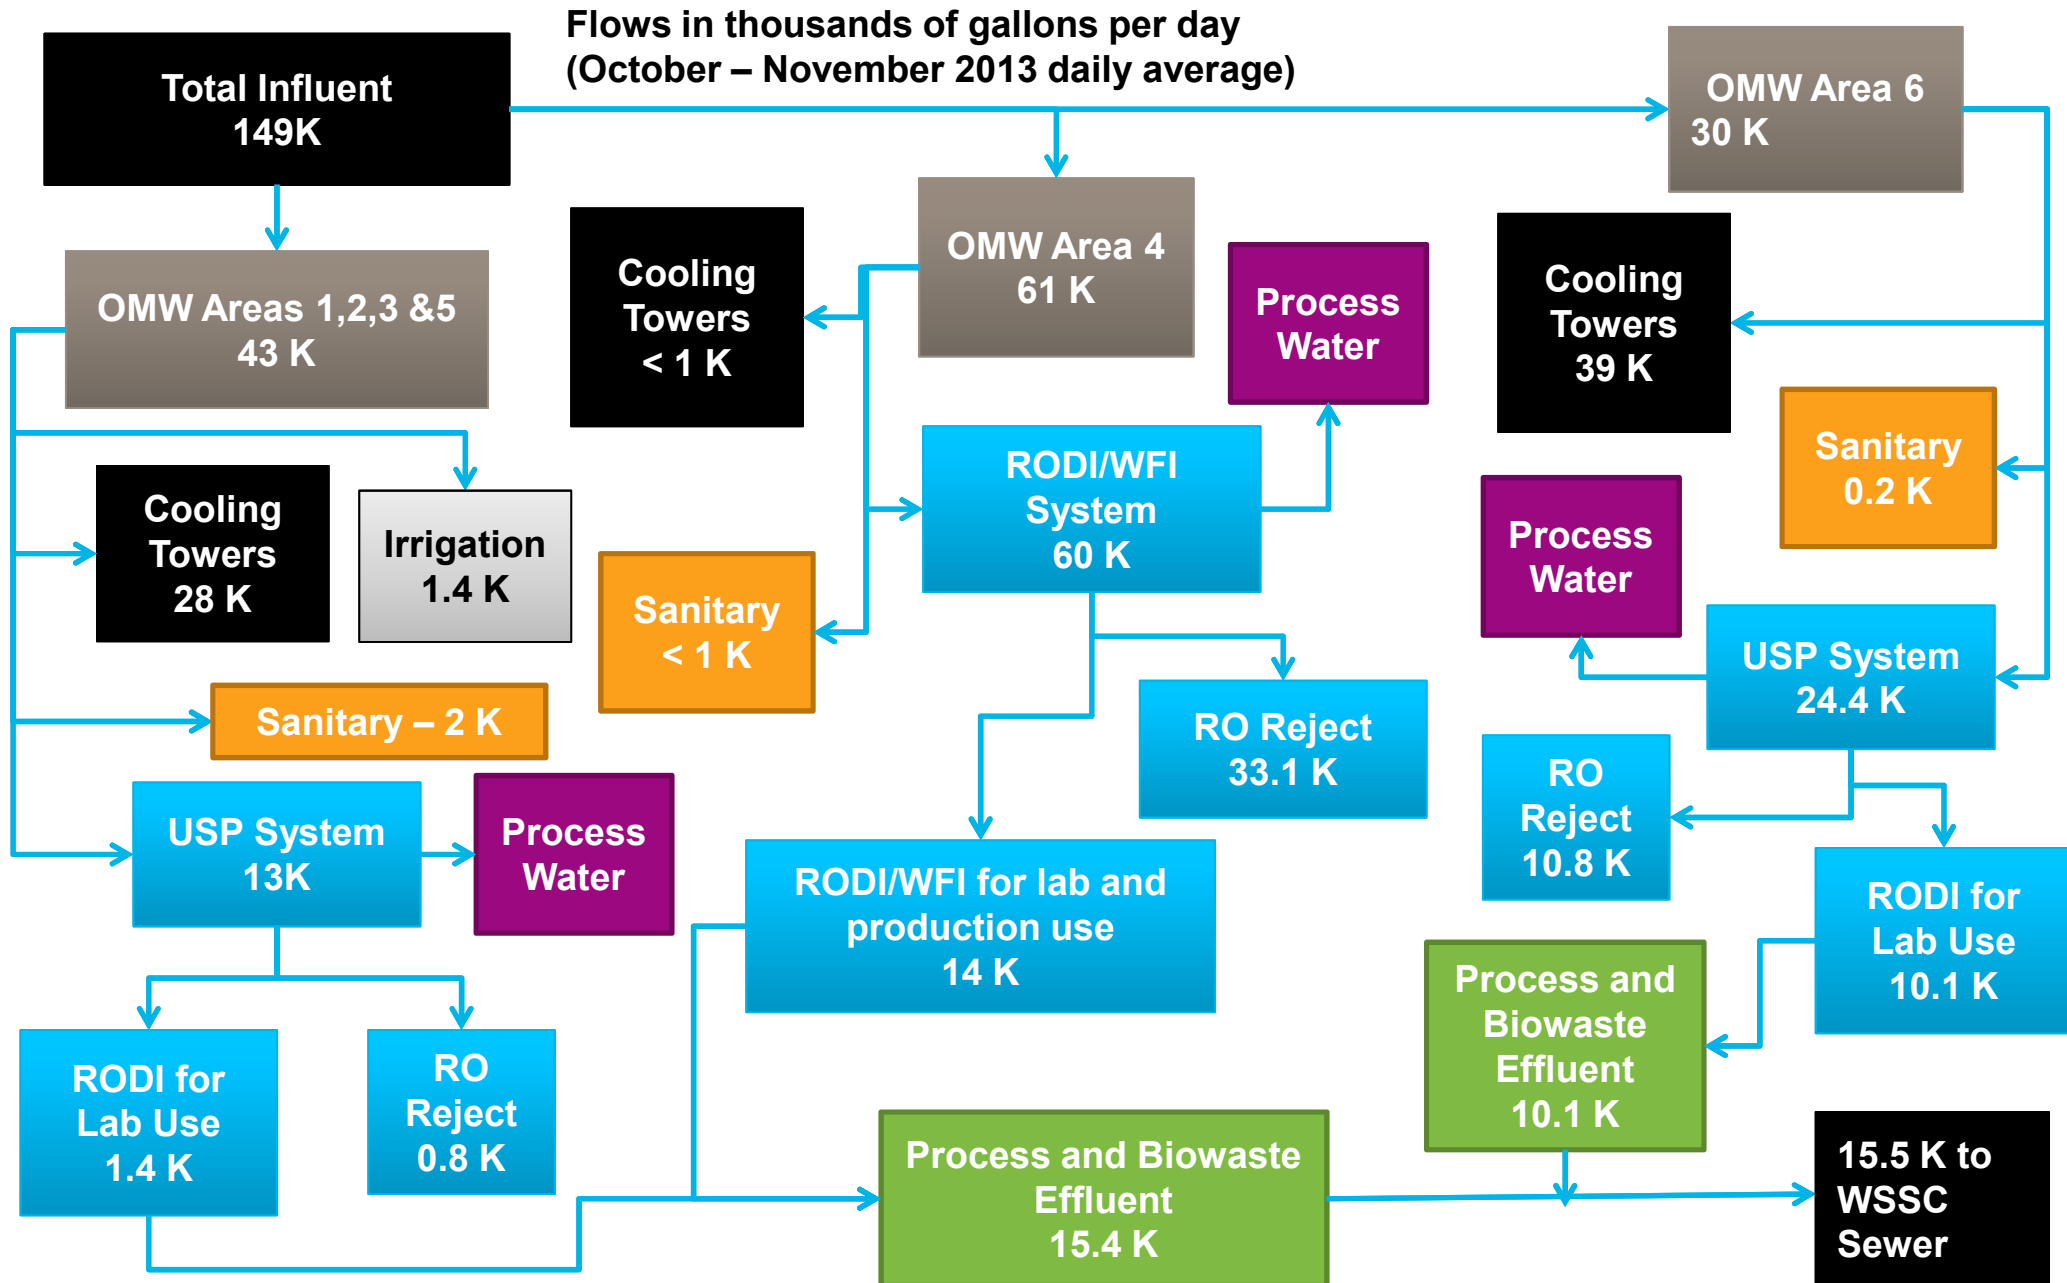 Flows in thousands of gallons per day
(October – November 2013 daily average)
Total Influent
149K
OMW Area 6
30 K
OMW Area 4
61 K
OMW Areas 1,2,3 &5
43 K
Cooling
Towers
< 1 K
Process
Water
Cooling
Towers
39 K
Sanitary
0.2 K
RODI/WFI
System
60 K
Cooling
Towers
28 K
Irrigation
1.4 K
Process
Water
Sanitary
< 1 K
USP System
24.4 K
Sanitary – 2 K
RO Reject
33.1 K
RO
Reject
10.8 K
USP System
13K
Process
Water
RODI/WFI for lab and
production use
14 K
RODI for
Lab Use
10.1 K
Process and
Biowaste
Effluent
10.1 K
RODI for
Lab Use
1.4 K
RO
Reject
0.8 K
Process and Biowaste
Effluent
15.4 K
15.5 K to
WSSC
Sewer